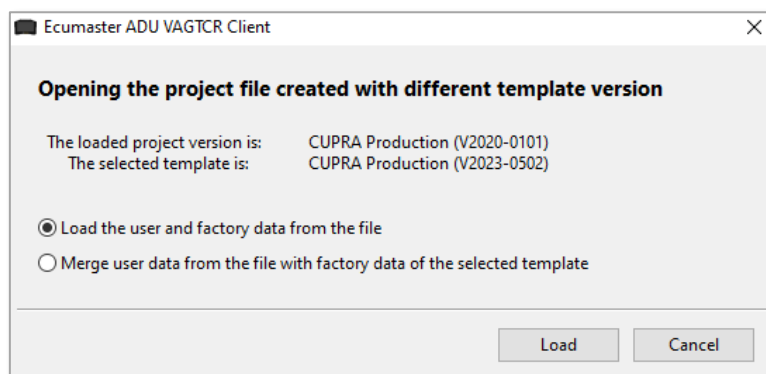 Ecumaster ADU VAGTCR Client
Opening the project file created with different template version
The loaded project version is: CUPRA Production (V2020-0101)
The selected template is: CUPRA Production (V2023-0502)
Load the user and factory data from the file
Merge user data from the file with factory data of the selected template
Load Cancel